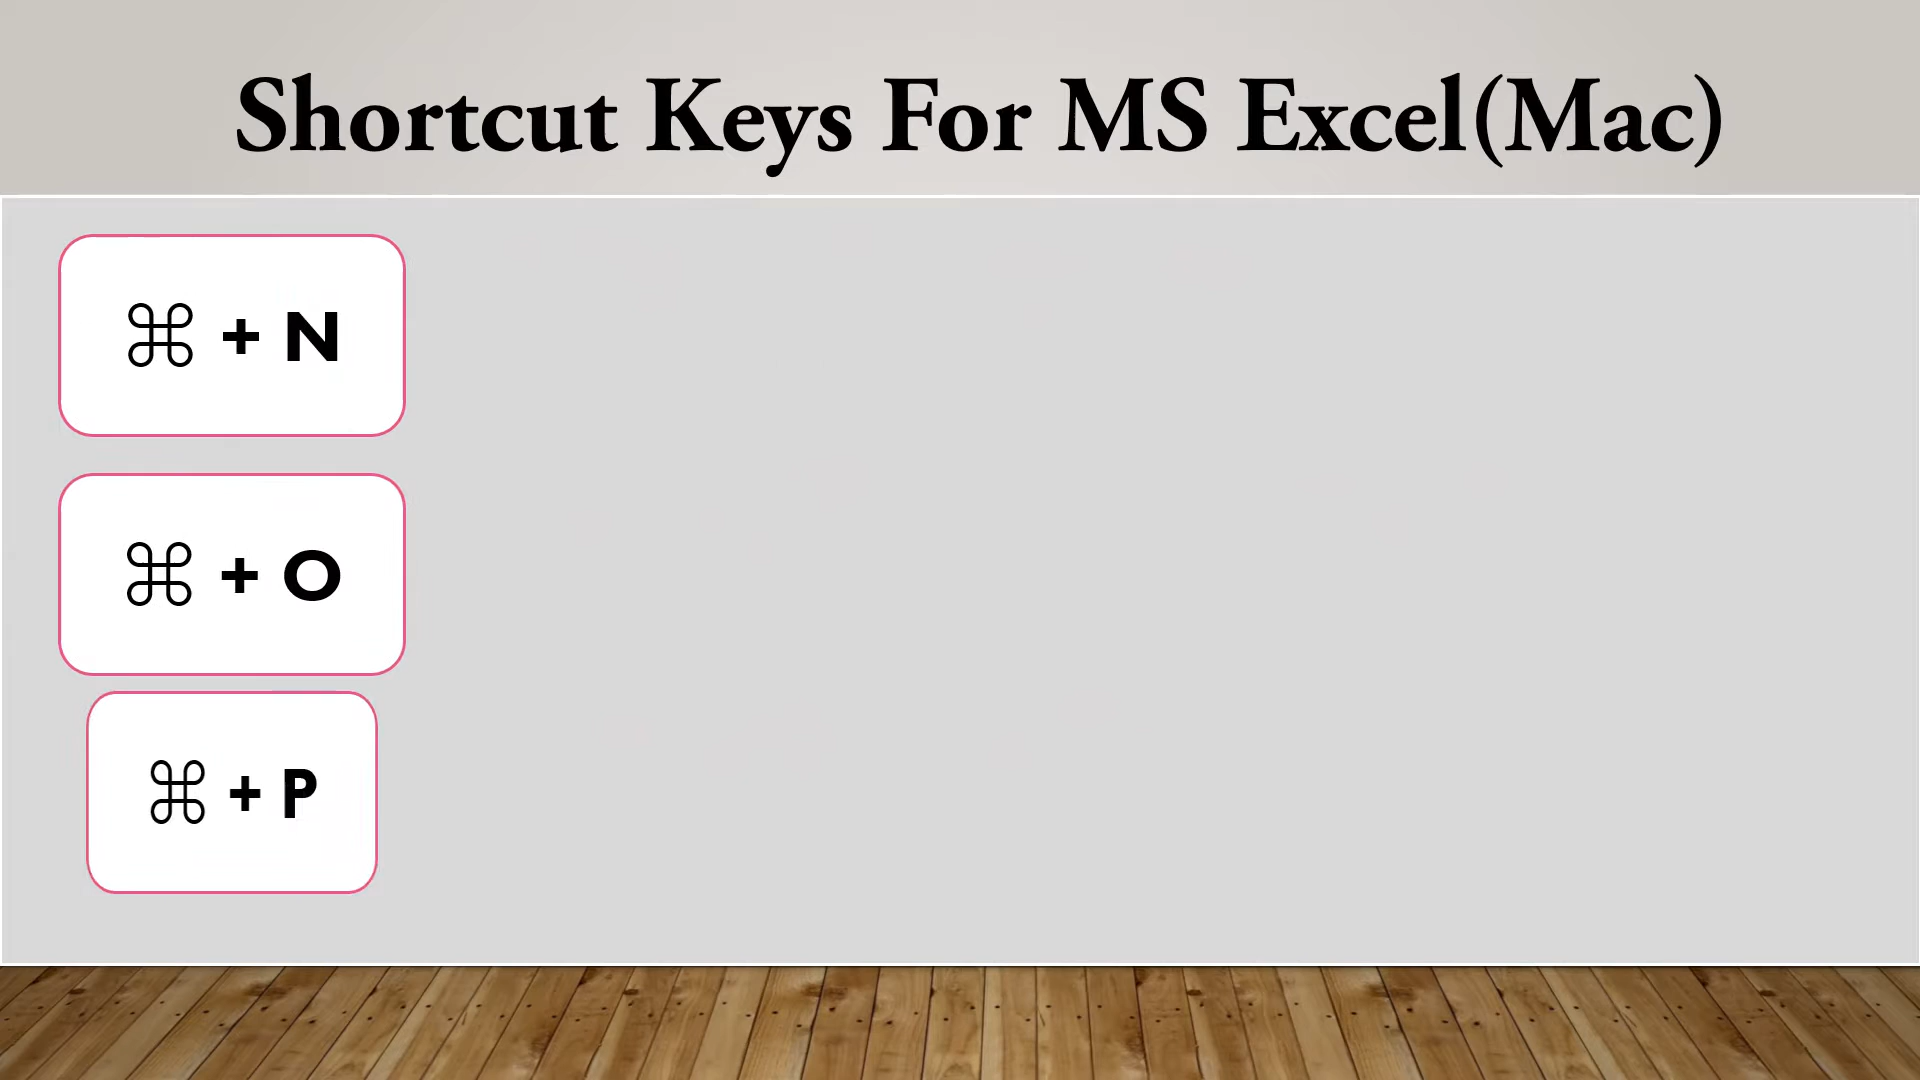 Shortcut Keys For MS Excel(Mac)
⌘ + N
⌘ + O
⌘ + P